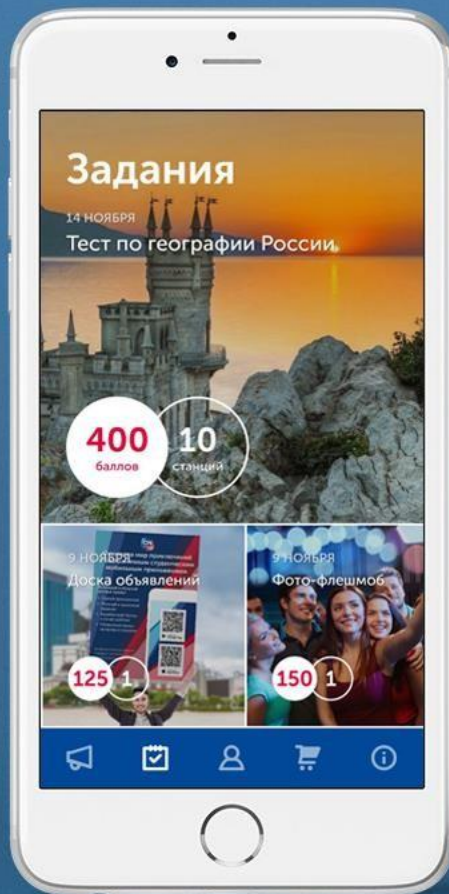 Задания
14 НОЯБРЯ
Тест по географии России
400
баллов
10
станций
9 НОЯБРЯ
Доска объявлений
125
1
9 НОЯБРЯ
Фото-флешмоб
150
1